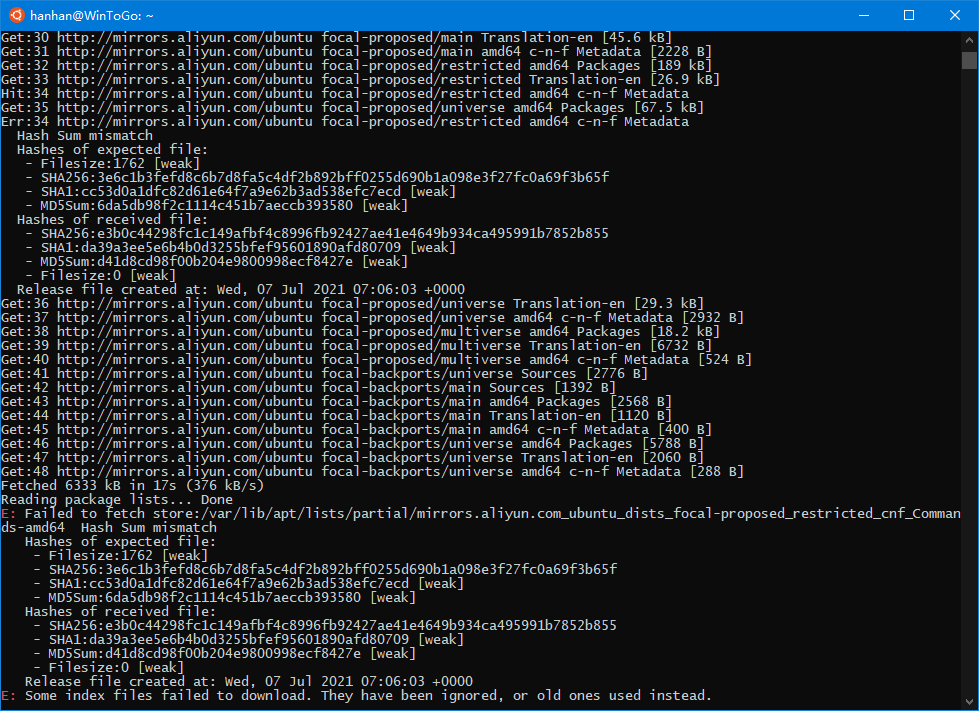 hanhan@WinToGo: ~
Get:30 http://mirrors.aliyun.com/ubuntu focal-proposed/main Translation-en [45.6 kB]
Get:31 http://mirrors.aliyun.com/ubuntu focal-proposed/main amd64 c-n-f Metadata [2228 B]
Get:32 http://mirrors.aliyun.com/ubuntu focal-proposed/restricted amd64 Packages [189 kB]
Get:33 http://mirrors.aliyun.com/ubuntu focal-proposed/restricted Translation-en [26.9 kB]
Hit:34 http://mirrors.aliyun.com/ubuntu focal-proposed/restricted amd64 c-n-f Metadata
Get:35 http://mirrors.aliyun.com/ubuntu focal-proposed/universe amd64 Packages [67.5 kB]
Err:34 http://mirrors.aliyun.com/ubuntu focal-proposed/restricted amd64 c-n-f Metadata
  Hash Sum mismatch
  Hashes of expected file:
   - Filesize:1762 [weak]
   - SHA256:3e6c1b3fefd8c6b7d8fa5c4df2b892bff0255d690b1a098e3f27fc0a69f3b65f
   - SHA1:cc53d0a1dfc82d61e64f7a9e62b3ad538efc7ecd [weak]
   - MD5Sum:6da5db98f2c1114c451b7aeccb393580 [weak]
  Hashes of received file:
   - SHA256:e3b0c44298fc1c149afbf4c8996fb92427ae41e4649b934ca495991b7852b855
   - SHA1:da39a3ee5e6b4b0d3255bfef95601890afd80709 [weak]
   - MD5Sum:d41d8cd98f00b204e9800998ecf8427e [weak]
   - Filesize:0 [weak]
  Release file created at: Wed, 07 Jul 2021 07:06:03 +0000
Get:36 http://mirrors.aliyun.com/ubuntu focal-proposed/universe Translation-en [29.3 kB]
Get:37 http://mirrors.aliyun.com/ubuntu focal-proposed/universe amd64 c-n-f Metadata [2932 B]
Get:38 http://mirrors.aliyun.com/ubuntu focal-proposed/multiverse amd64 Packages [18.2 kB]
Get:39 http://mirrors.aliyun.com/ubuntu focal-proposed/multiverse Translation-en [6732 B]
Get:40 http://mirrors.aliyun.com/ubuntu focal-proposed/multiverse amd64 c-n-f Metadata [524 B]
Get:41 http://mirrors.aliyun.com/ubuntu focal-backports/universe Sources [2776 B]
Get:42 http://mirrors.aliyun.com/ubuntu focal-backports/main Sources [1392 B]
Get:43 http://mirrors.aliyun.com/ubuntu focal-backports/main amd64 Packages [2568 B]
Get:44 http://mirrors.aliyun.com/ubuntu focal-backports/main Translation-en [1120 B]
Get:45 http://mirrors.aliyun.com/ubuntu focal-backports/main amd64 c-n-f Metadata [400 B]
Get:46 http://mirrors.aliyun.com/ubuntu focal-backports/universe amd64 Packages [5788 B]
Get:47 http://mirrors.aliyun.com/ubuntu focal-backports/universe Translation-en [2060 B]
Get:48 http://mirrors.aliyun.com/ubuntu focal-backports/universe amd64 c-n-f Metadata [288 B]
Fetched 6333 kB in 17s (376 kB/s)
Reading package lists... Done
E: Failed to fetch store:/var/lib/apt/lists/partial/mirrors.aliyun.com_ubuntu_dists_focal-proposed_restricted_cnf_Comman
ds-amd64  Hash Sum mismatch
   Hashes of expected file:
    - Filesize:1762 [weak]
    - SHA256:3e6c1b3fefd8c6b7d8fa5c4df2b892bff0255d690b1a098e3f27fc0a69f3b65f
    - SHA1:cc53d0a1dfc82d61e64f7a9e62b3ad538efc7ecd [weak]
    - MD5Sum:6da5db98f2c1114c451b7aeccb393580 [weak]
   Hashes of received file:
    - SHA256:e3b0c44298fc1c149afbf4c8996fb92427ae41e4649b934ca495991b7852b855
    - SHA1:da39a3ee5e6b4b0d3255bfef95601890afd80709 [weak]
    - MD5Sum:d41d8cd98f00b204e9800998ecf8427e [weak]
    - Filesize:0 [weak]
   Release file created at: Wed, 07 Jul 2021 07:06:03 +0000
E: Some index files failed to download. They have been ignored, or old ones used instead.